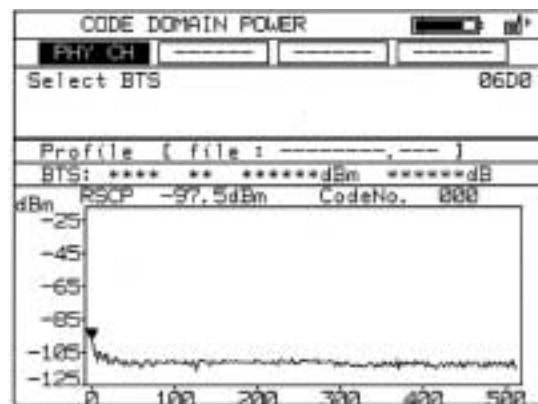 CODE DOMAIN POWER
PHY CH ------ ------ ------
Select BTS 06D0
Profile [ file : --------.--- ]
BTS: **** ** ******dBm ******dB
dBm RSCP -97.5dBm CodeNo. 000
-25
-45
-65
-85
-105
-125
0 100 200 300 400 500